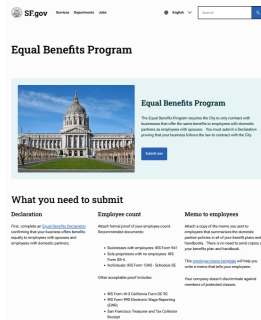 SF.gov
Services Departments Jobs
English
Search
Equal Benefits Program
Equal Benefits Program
The Equal Benefits Program requires the City to only contract with
businesses that offer the same benefits to employees with domestic
partners as employees with spouses. You must submit a Declaration
proving that your business follows the law to contract with the City.
Submit now
What you need to submit
Declaration
First, complete an Equal Benefits Declaration
confirming that your business offers benefits
equally to employees with spouses and
employees with domestic partners.
Employee count
Attach formal proof of your employee count.
Recommended documents:
Businesses with employees: IRS Form 941
Sole proprietors with no employees: IRS
Form SS-4
Individuals: IRS Form 1040 - Schedule SE
Other acceptable proof includes:
IRS Form W-3 California Form DE 9C
IRS Form W2 Electronic Wage Reporting
(EWR)
San Francisco Treasurer and Tax Collector
Receipt
Memo to employees
Attach a copy of the memo you sent to
employees that summarizes the domestic
partner policies in all of your benefit plans and
handbooks. There is no need to send copies of
your benefits plan and handbook.
This employee memo template will help you
write a memo that tells your employees:
Your company doesn't discriminate against
members of protected classes.